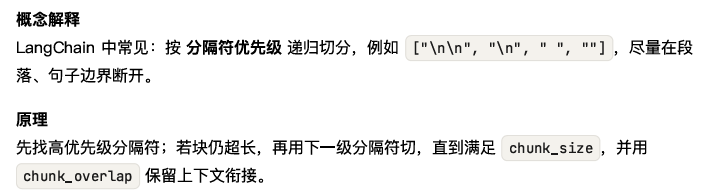 概念解释
LangChain 中常见：按 分隔符优先级 递归切分，例如 ["\n\n", "\n", " ", ""]，尽量在段
落、句子边界断开。
原理
先找高优先级分隔符；若块仍超长，再用下一级分隔符切，直到满足 chunk_size，并用
chunk_overlap 保留上下文衔接。